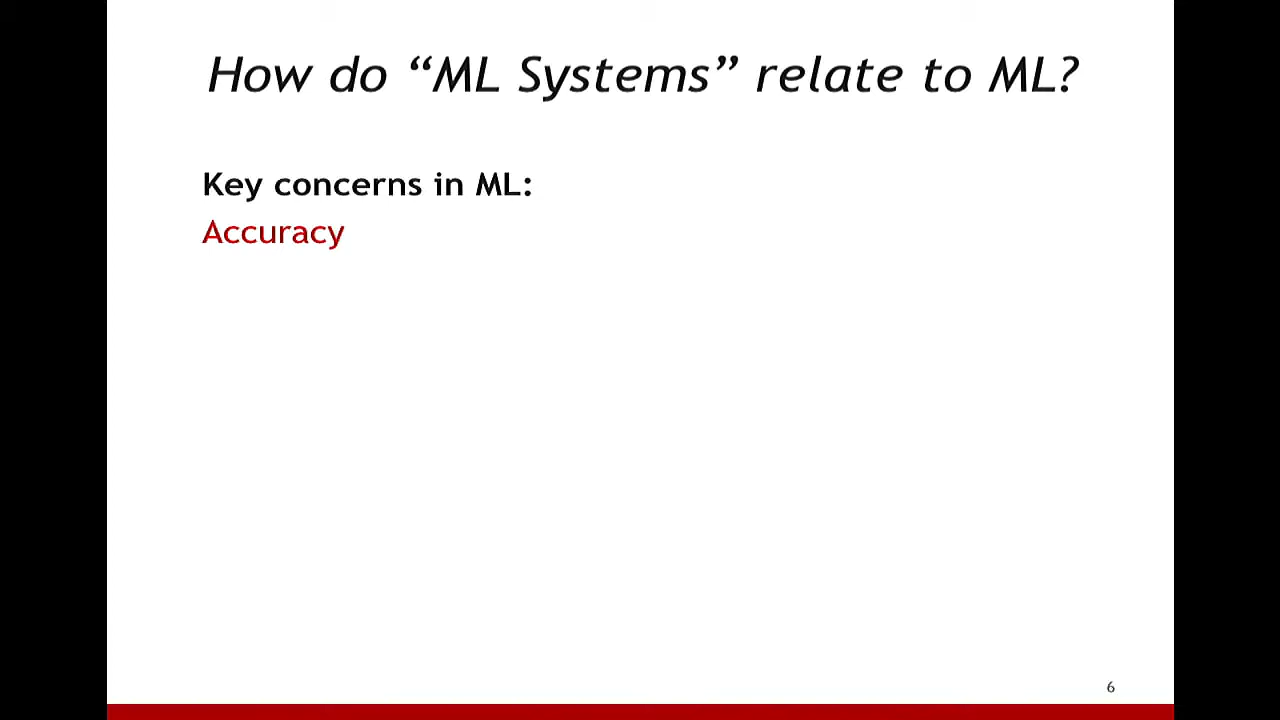 How do “ML Systems” relate to ML?
Key concerns in ML:
Accuracy
6